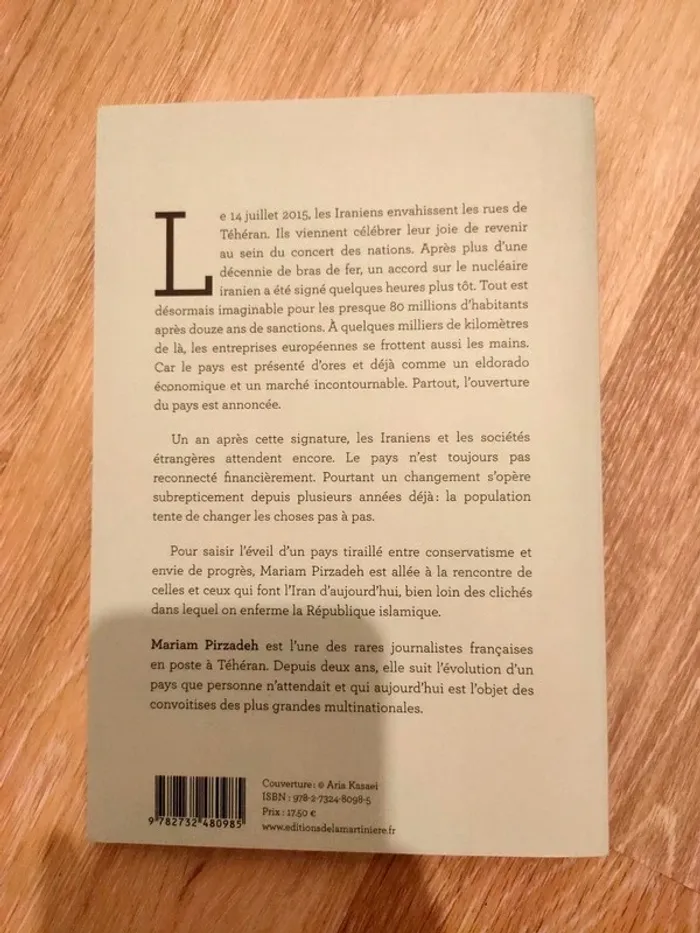 Le 14 juillet 2015, les Iraniens envahissent les rues de
Téhéran. Ils viennent célébrer leur joie de revenir
au sein du concert des nations. Après plus d'une
décennie de bras de fer, un accord sur le nucléaire
iranien a été signé quelques heures plus tôt. Tout est
désormais imaginable pour les presque 80 millions d'habitants
après douze ans de sanctions. À quelques milliers de kilomètres
de là, les entreprises européennes se frottent aussi les mains.
Car le pays est présenté d'ores et déjà comme un eldorado
économique et un marché incontournable. Partout, l'ouverture
du pays est annoncée.
Un an après cette signature, les Iraniens et les sociétés
étrangères attendent encore. Le pays n'est toujours pas
reconnecté financièrement. Pourtant un changement s'opère
subrepticement depuis plusieurs années déjà : la population
tente de changer les choses pas à pas.
Pour saisir l'éveil d'un pays tiraillé entre conservatisme et
envie de progrès, Mariam Pirzadeh est allée à la rencontre de
celles et ceux qui font l'Iran d'aujourd'hui, bien loin des clichés
dans lequel on enferme la République islamique.
Mariam Pirzadeh est l'une des rares journalistes françaises
en poste à Téhéran. Depuis deux ans, elle suit l'évolution d'un
pays que personne n'attendait et qui aujourd'hui est l'objet des
convoitises des plus grandes multinationales.
Couverture : © Aria Kasaei
ISBN : 978-2-7324-8098-5
Prix : 17,50 €
www.editionsdelamartiniere.fr
9 782732 480985